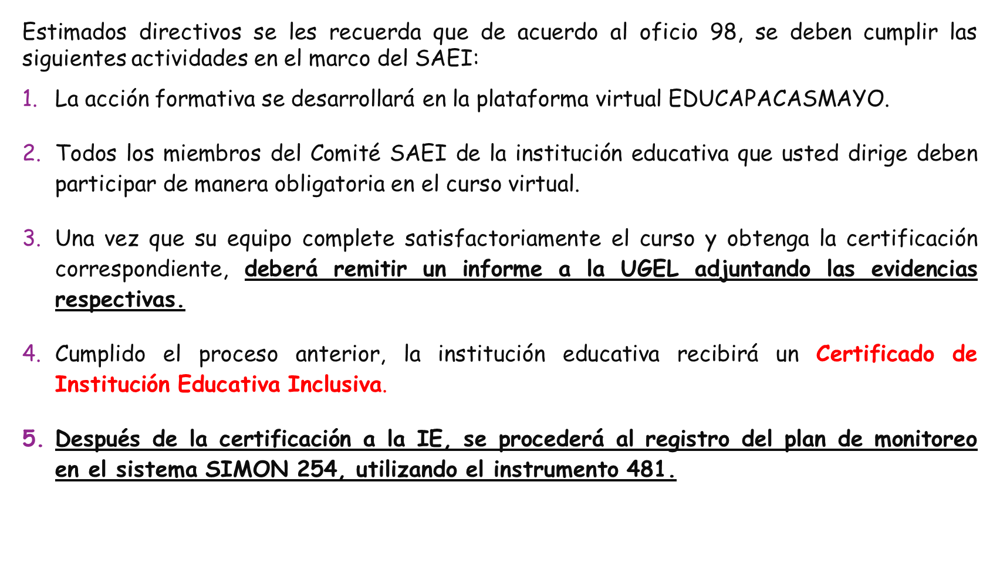 Estimados directivos se les recuerda que de acuerdo al oficio 98, se deben cumplir las
siguientes actividades en el marco del SAEI:
1. La acción formativa se desarrollará en la plataforma virtual EDUCAPACASMAYO.
2. Todos los miembros del Comité SAEI de la institución educativa que usted dirige deben
participar de manera obligatoria en el curso virtual.
3. Una vez que su equipo complete satisfactoriamente el curso y obtenga la certificación
correspondiente, deberá remitir un informe a la UGEL adjuntando las evidencias
respectivas.
4. Cumplido el proceso anterior, la institución educativa recibirá un Certificado de
Institución Educativa Inclusiva.
5. Después de la certificación a la IE, se procederá al registro del plan de monitoreo
en el sistema SIMON 254, utilizando el instrumento 481.